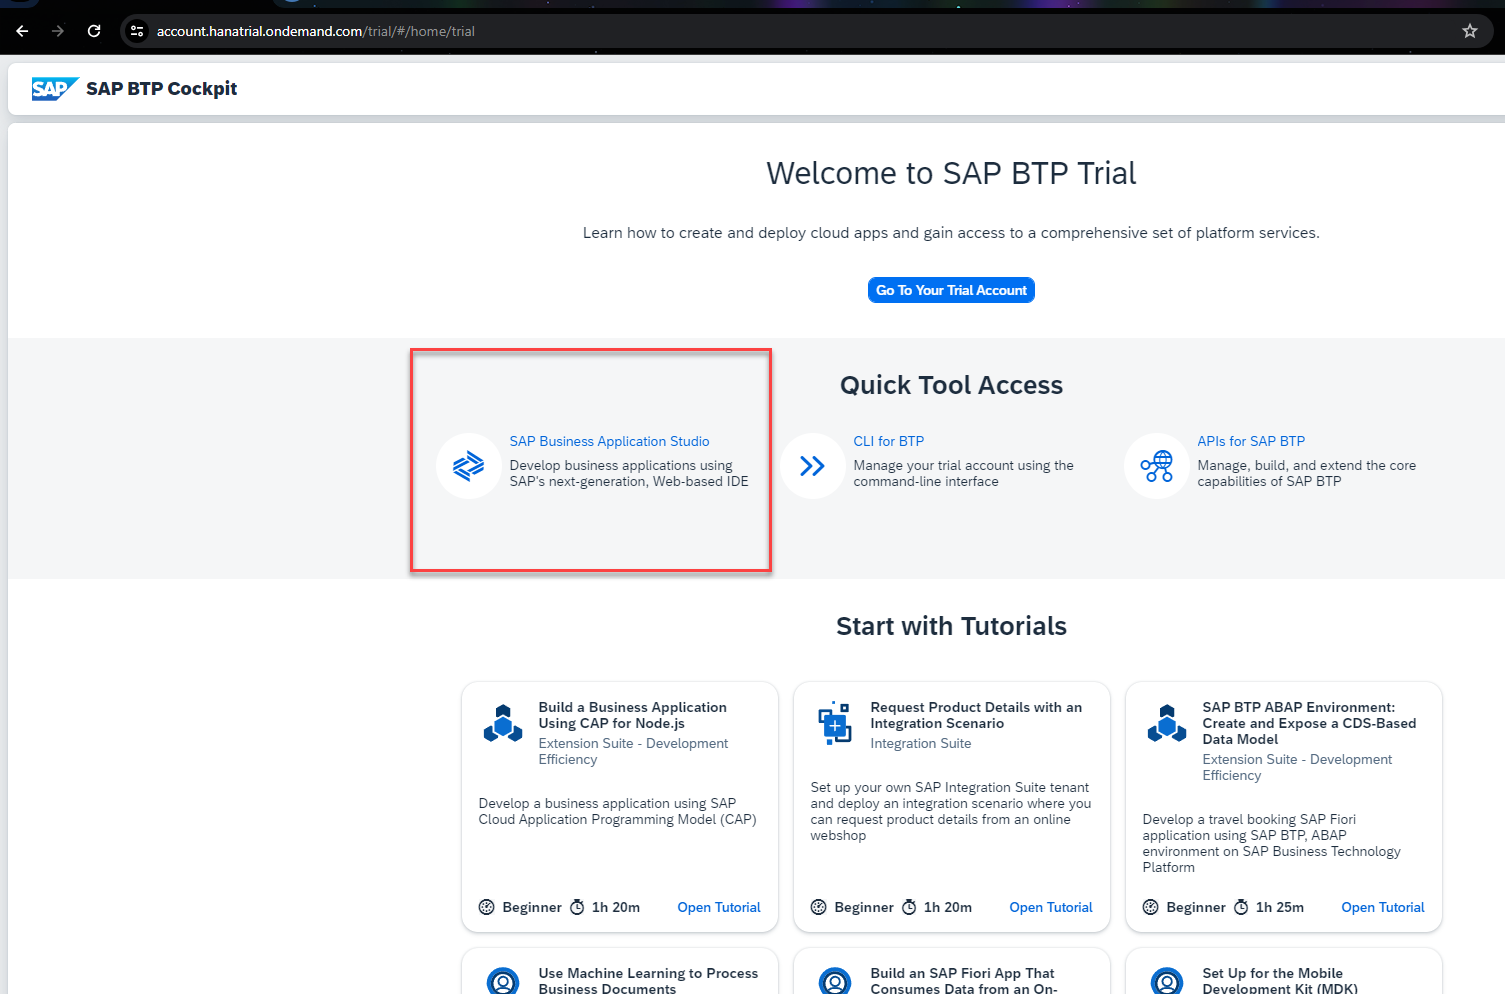 account.hanatrial.ondemand.com/trial/#/home/trial
SAP SAP BTP Cockpit
Welcome to SAP BTP Trial
Learn how to create and deploy cloud apps and gain access to a comprehensive set of platform services.
Go To Your Trial Account
Quick Tool Access
SAP Business Application Studio
Develop business applications using
SAP's next-generation, Web-based IDE
CLI for BTP
Manage your trial account using the
command-line interface
APIs for SAP BTP
Manage, build, and extend the core
capabilities of SAP BTP
Start with Tutorials
Build a Business Application
Using CAP for Node.js
Extension Suite - Development
Efficiency
Develop a business application using SAP
Cloud Application Programming Model (CAP)
Beginner 1h 20m Open Tutorial
Request Product Details with an
Integration Scenario
Integration Suite
Set up your own SAP Integration Suite tenant
and deploy an integration scenario where you
can request product details from an online
webshop
Beginner 1h 20m Open Tutorial
SAP BTP ABAP Environment:
Create and Expose a CDS-Based
Data Model
Extension Suite - Development
Efficiency
Develop a travel booking SAP Fiori
application using SAP BTP, ABAP
environment on SAP Business Technology
Platform
Beginner 1h 25m Open Tutorial
Use Machine Learning to Process
Business Documents
Build an SAP Fiori App That
Consumes Data from an On-
Set Up for the Mobile
Development Kit (MDK)